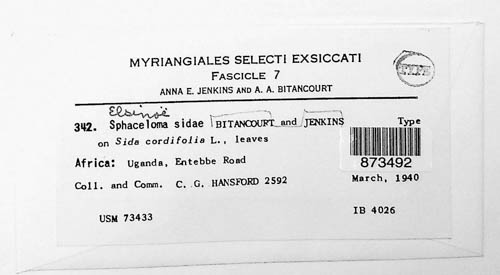 MYRIANGIALES SELECTI EXSICCATI
FASCICLE 7
ANNA E. JENKINS AND A. A. BITANCOURT
TYPE
Elsinoë
342. Sphaceloma sidae BITANCOURT and JENKINS Type
on Sida cordifolia L., leaves
Africa: Uganda, Entebbe Road
873492
Coll. and Comm. C. G. HANSFORD 2592
March, 1940
USM 73433
IB 4026